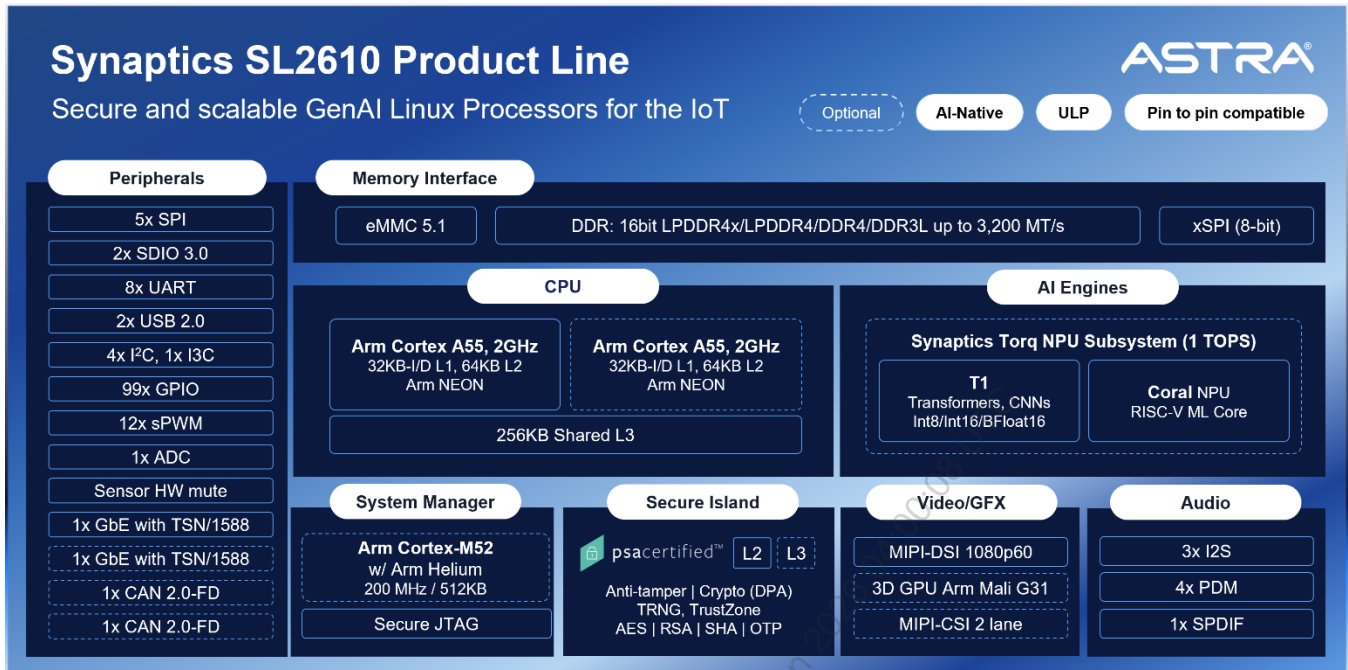 Synaptics SL2610 Product Line
ASTRA®
Secure and scalable GenAI Linux Processors for the IoT
Optional
AI-Native
ULP
Pin to pin compatible
Peripherals
5x SPI
2x SDIO 3.0
8x UART
2x USB 2.0
4x I²C, 1x I3C
99x GPIO
12x sPWM
1x ADC
Sensor HW mute
1x GbE with TSN/1588
1x GbE with TSN/1588
1x CAN 2.0-FD
1x CAN 2.0-FD
Memory Interface
eMMC 5.1
DDR: 16bit LPDDR4x/LPDDR4/DDR4/DDR3L up to 3,200 MT/s
xSPI (8-bit)
CPU
Arm Cortex A55, 2GHz
32KB-I/D L1, 64KB L2
Arm NEON
Arm Cortex A55, 2GHz
32KB-I/D L1, 64KB L2
Arm NEON
256KB Shared L3
AI Engines
Synaptics Torq NPU Subsystem (1 TOPS)
T1
Transformers, CNNs
Int8/Int16/BFloat16
Coral NPU
RISC-V ML Core
System Manager
Arm Cortex-M52
w/ Arm Helium
200 MHz / 512KB
Secure JTAG
Secure Island
psacertified™
L2
L3
Anti-tamper | Crypto (DPA)
TRNG, TrustZone
AES | RSA | SHA | OTP
Video/GFX
MIPI-DSI 1080p60
3D GPU Arm Mali G31
MIPI-CSI 2 lane
Audio
3x I2S
4x PDM
1x SPDIF